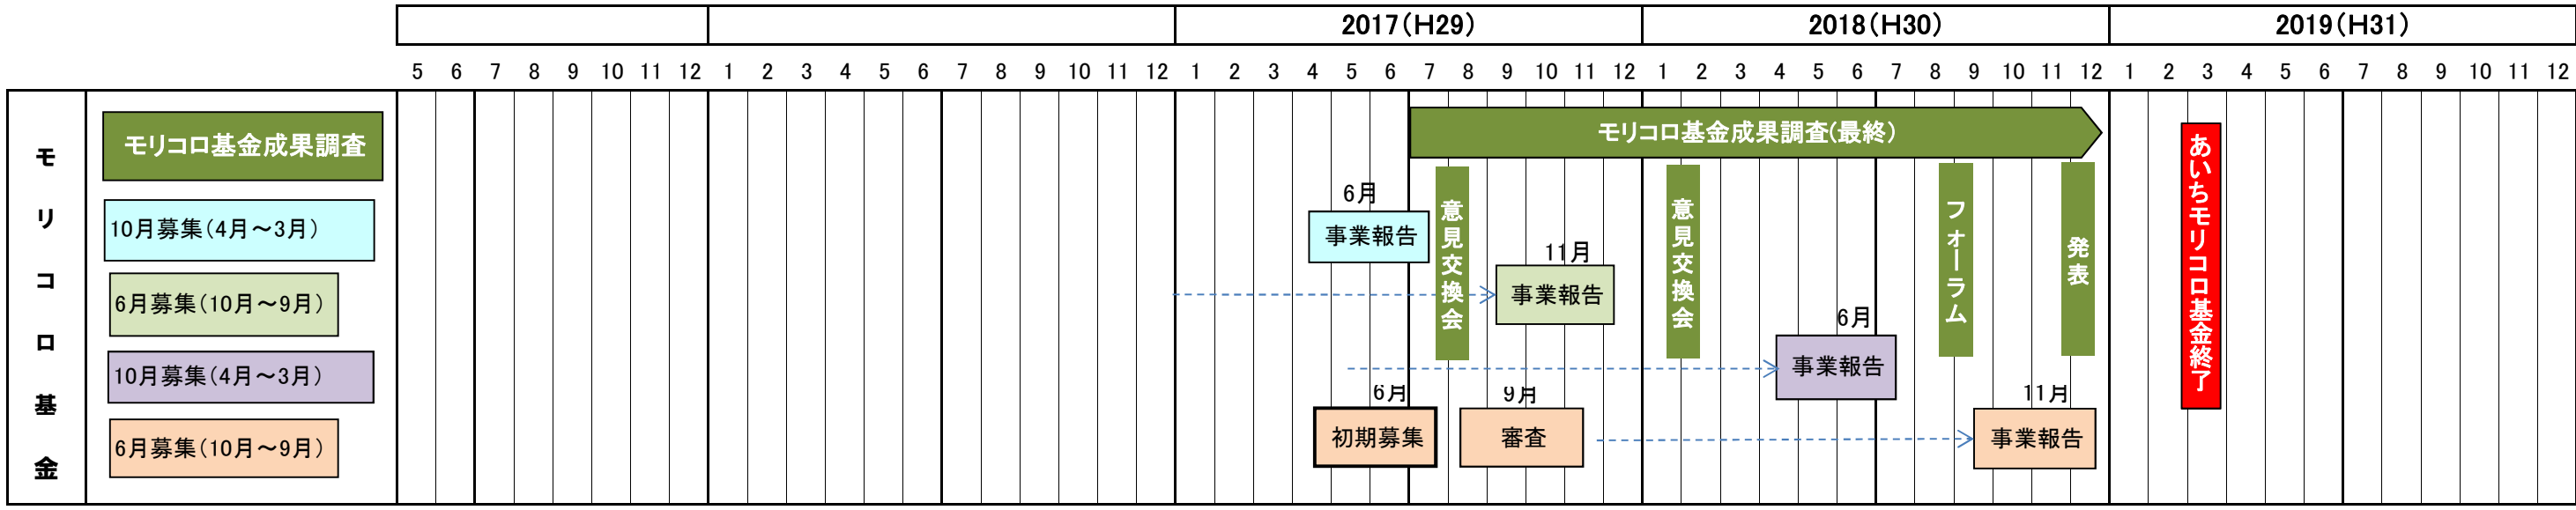 2017(H29) 2018(H30) 2019(H31)
5 6 7 8 9 10 11 12 1 2 3 4 5 6 7 8 9 10 11 12 1 2 3 4 5 6 7 8 9 10 11 12 1 2 3 4 5 6 7 8 9 10 11 12 1 2 3 4 5 6 7 8 9 10 11 12
モリコロ基金
モリコロ基金成果調査
モリコロ基金成果調査(最終)
10月募集(4月～3月)
6月
事業報告
6月募集(10月～9月)
11月
事業報告
10月募集(4月～3月)
6月
事業報告
6月募集(10月～9月)
6月
初期募集
9月
審査
11月
事業報告
意見交換会
意見交換会
フォーラム
発表
あいちモリコロ基金終了